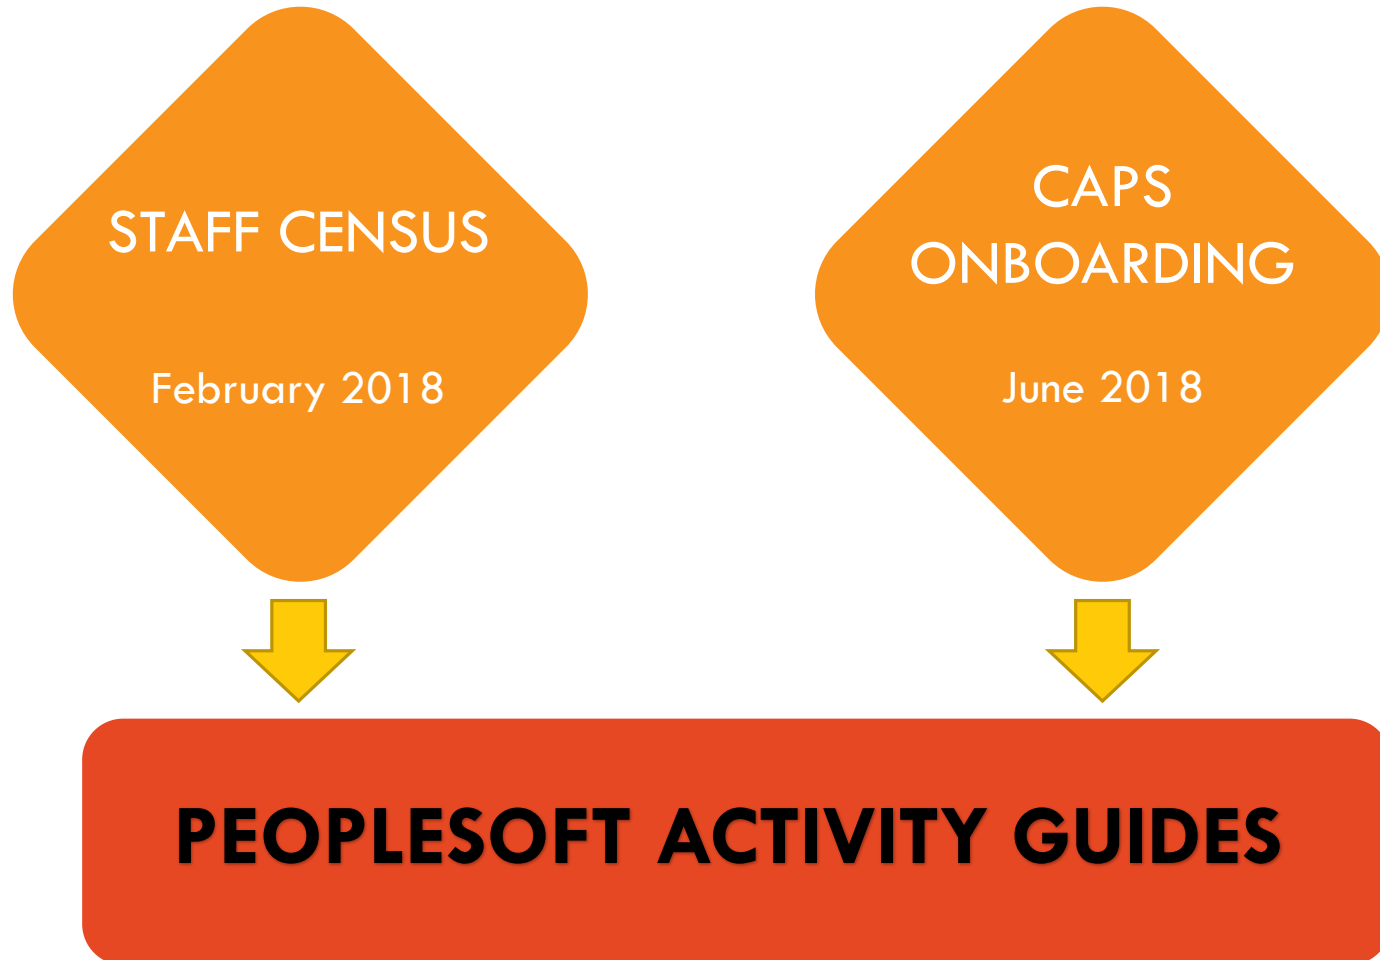 STAFF CENSUS
February 2018
CAPS
ONBOARDING
June 2018
PEOPLESOFT ACTIVITY GUIDES